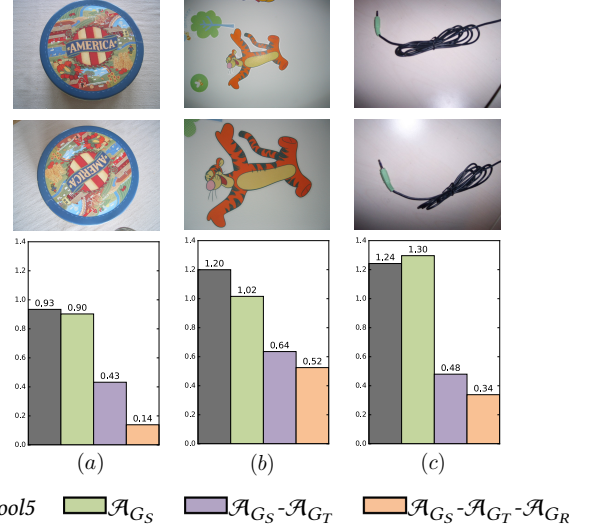 AMERICA
AMERICA
1.4 1.4 1.4
1.2 1.2 1.2
1.0 1.0 1.0
0.8 0.8 0.8
0.6 0.6 0.6
0.4 0.4 0.4
0.2 0.2 0.2
0.0 0.0 0.0
0.93 0.90 0.43 0.14
1.20 1.02 0.64 0.52
1.24 1.30 0.48 0.34
(a) (b) (c)
ool5 𝒜_{G_S} 𝒜_{G_S}-𝒜_{G_T} 𝒜_{G_S}-𝒜_{G_T}-𝒜_{G_R}